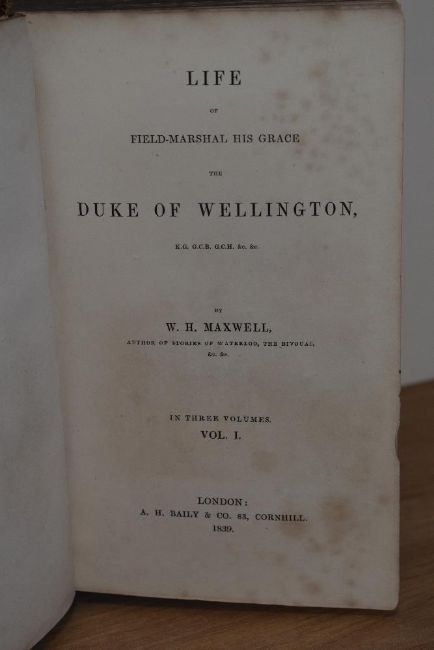 LIFE
OF
FIELD-MARSHAL HIS GRACE
THE
DUKE OF WELLINGTON,
K.G. G.C.B. G.C.H. &c. &c.
BY
W. H. MAXWELL,
AUTHOR OF STORIES OF WATERLOO, THE BIVOUAC,
&c. &c.
IN THREE VOLUMES.
VOL. I.
LONDON:
A. H. BAILY & CO. 83, CORNHILL.
1839.